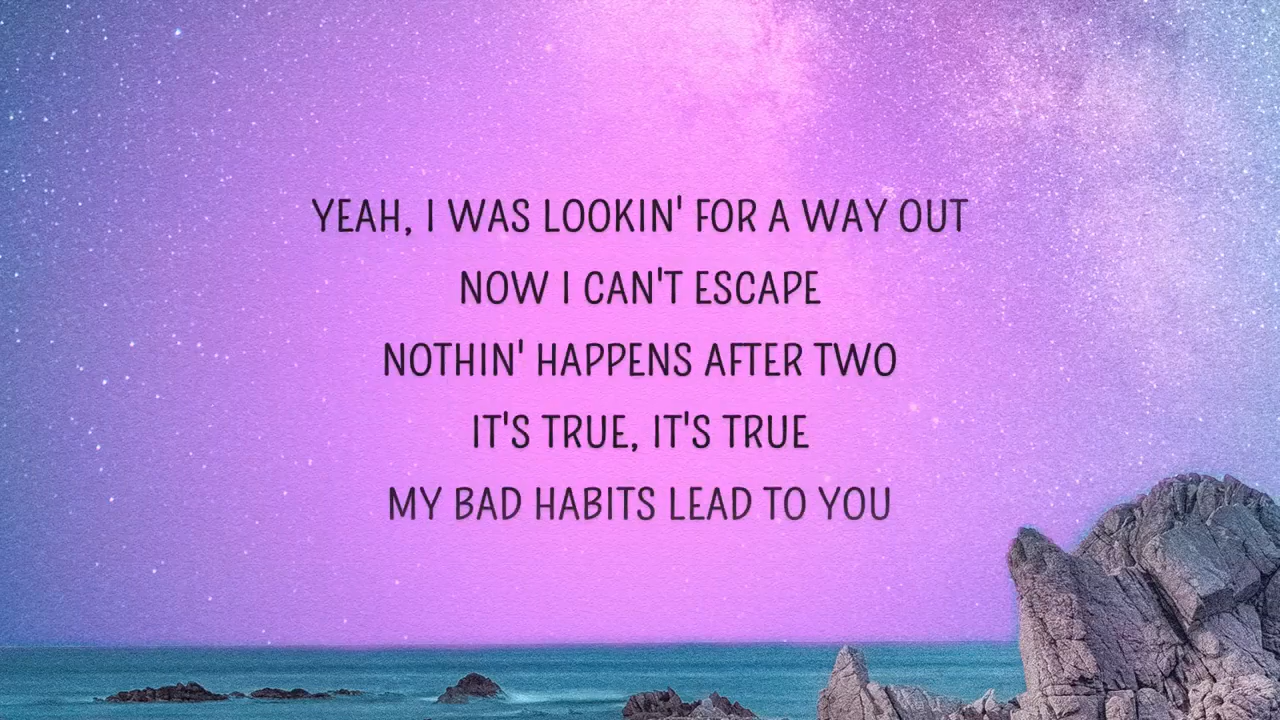 YEAH, I WAS LOOKIN' FOR A WAY OUT
NOW I CAN'T ESCAPE
NOTHIN' HAPPENS AFTER TWO
IT'S TRUE, IT'S TRUE
MY BAD HABITS LEAD TO YOU